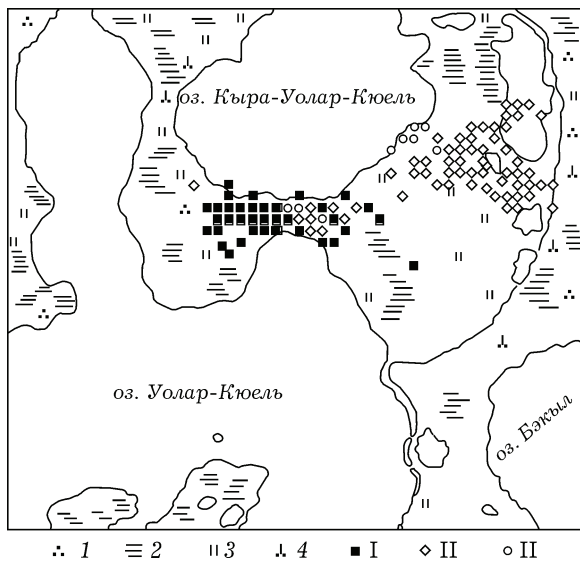 оз. Кыра-Уолар-Кюель
оз. Уолар-Кюель
оз. Бэкыл
1 2 3 4 I II II